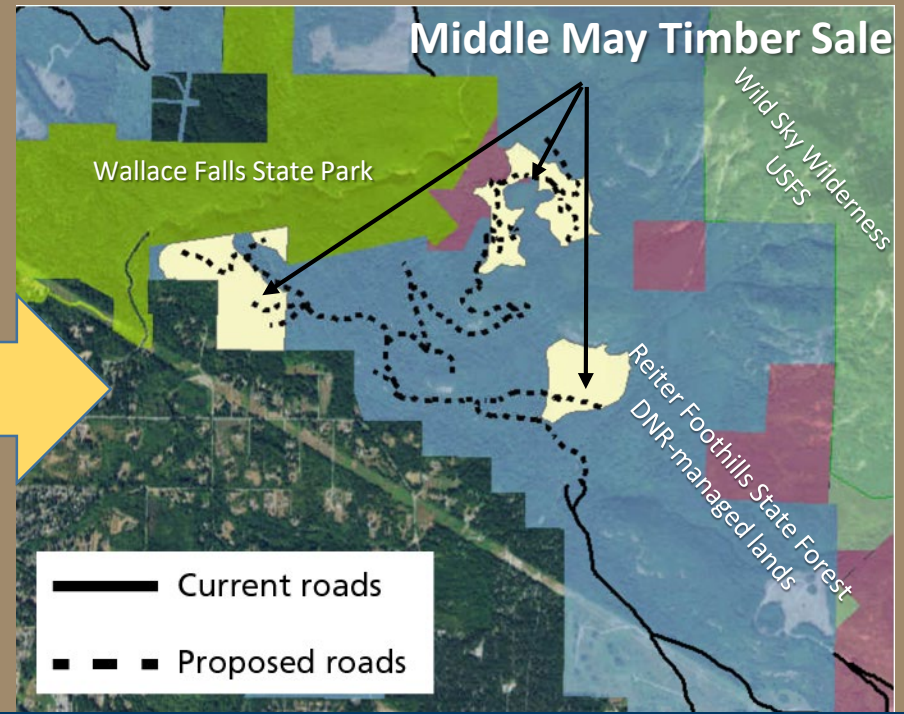 Middle May Timber Sale
Wild Sky Wilderness
USFS
Wallace Falls State Park
Reiter Foothills State Forest
DNR-managed lands
Current roads
Proposed roads